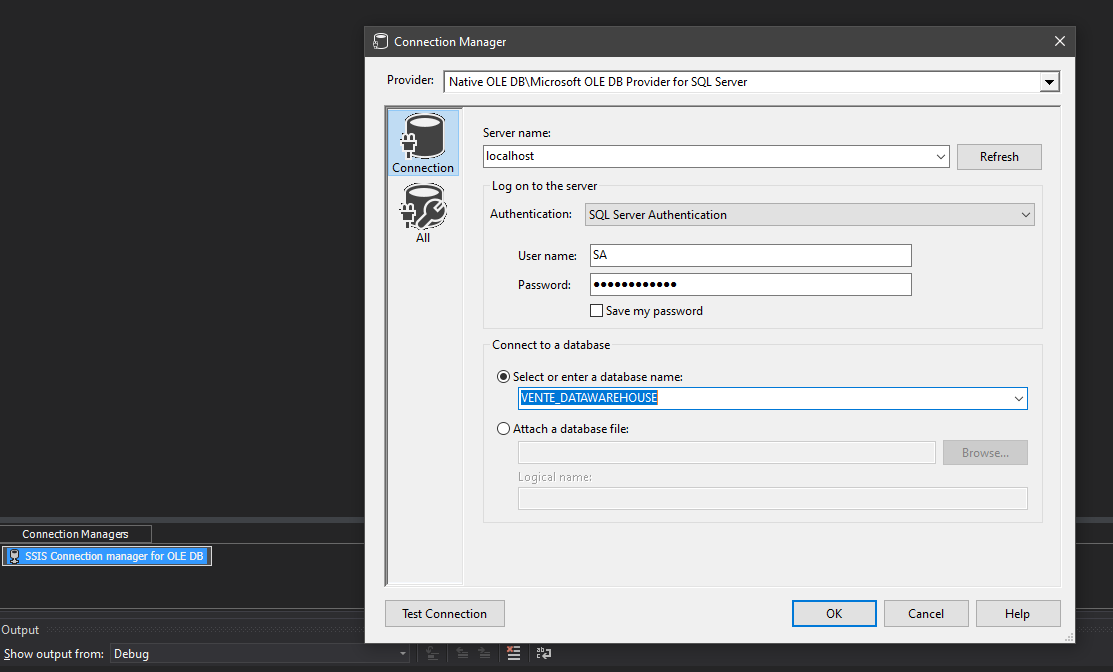 Connection Manager
Provider: Native OLE DB\Microsoft OLE DB Provider for SQL Server
Connection
All
Server name:
localhost
Refresh
Log on to the server
Authentication: SQL Server Authentication
User name: SA
Password: ●●●●●●●●●●●●
Save my password
Connect to a database
Select or enter a database name:
VENTE_DATAWAREHOUSE
Attach a database file:
Browse...
Logical name:
Test Connection
OK
Cancel
Help
Connection Managers
SSIS Connection manager for OLE DB
Output
Show output from: Debug